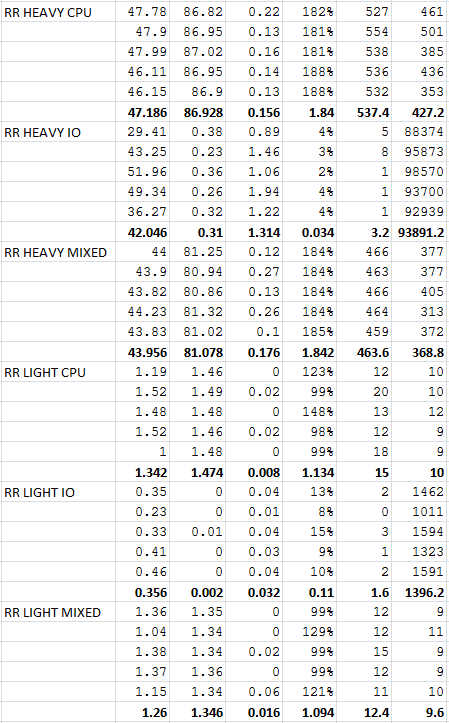 RR HEAVY CPU 47.78 86.82 0.22 182% 527 461
47.9 86.95 0.13 181% 554 501
47.99 87.02 0.16 181% 538 385
46.11 86.95 0.14 188% 536 436
46.15 86.9 0.13 188% 532 353
47.186 86.928 0.156 1.84 537.4 427.2
RR HEAVY IO 29.41 0.38 0.89 4% 5 88374
43.25 0.23 1.46 3% 8 95873
51.96 0.36 1.06 2% 1 98570
49.34 0.26 1.94 4% 1 93700
36.27 0.32 1.22 4% 1 92939
42.046 0.31 1.314 0.034 3.2 93891.2
RR HEAVY MIXED 44 81.25 0.12 184% 466 377
43.9 80.94 0.27 184% 463 377
43.82 80.86 0.13 184% 466 405
44.23 81.32 0.26 184% 464 313
43.83 81.02 0.1 185% 459 372
43.956 81.078 0.176 1.842 463.6 368.8
RR LIGHT CPU 1.19 1.46 0 123% 12 10
1.52 1.49 0.02 99% 20 10
1.48 1.48 0 148% 13 12
1.52 1.46 0.02 98% 12 9
1 1.48 0 99% 18 9
1.342 1.474 0.008 1.134 15 10
RR LIGHT IO 0.35 0 0.04 13% 2 1462
0.23 0 0.01 8% 0 1011
0.33 0.01 0.04 15% 3 1594
0.41 0 0.03 9% 1 1323
0.46 0 0.04 10% 2 1591
0.356 0.002 0.032 0.11 1.6 1396.2
RR LIGHT MIXED 1.36 1.35 0 99% 12 9
1.04 1.34 0 129% 12 11
1.38 1.34 0.02 99% 15 9
1.37 1.36 0 99% 12 9
1.15 1.34 0.06 121% 11 10
1.26 1.346 0.016 1.094 12.4 9.6